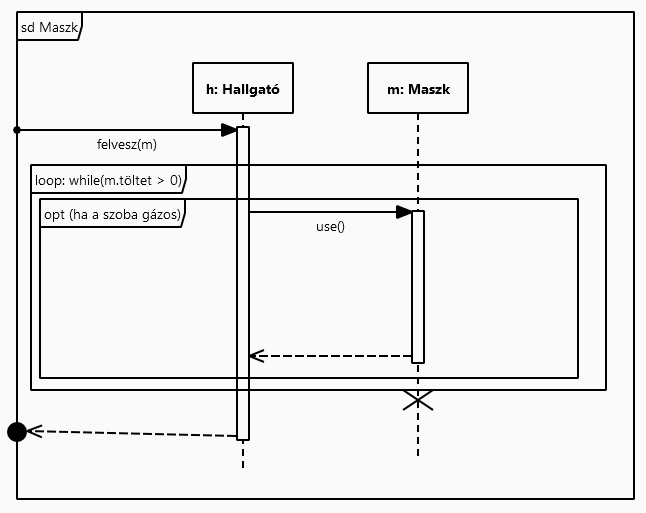 sd Maszk
h: Hallgató
m: Maszk
felvesz(m)
loop: while(m.töltet > 0)
opt (ha a szoba gázos)
use()